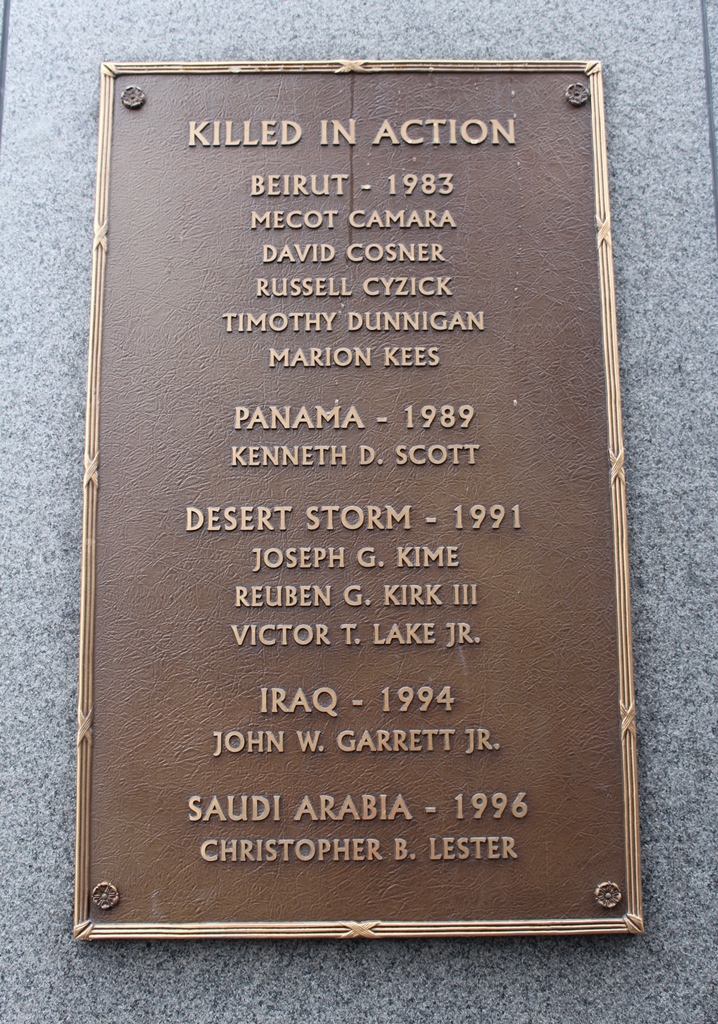 KILLED IN ACTION
BEIRUT - 1983
MECOT CAMARA
DAVID COSNER
RUSSELL CYZICK
TIMOTHY DUNNIGAN
MARION KEES
PANAMA - 1989
KENNETH D. SCOTT
DESERT STORM - 1991
JOSEPH G. KIME
REUBEN G. KIRK III
VICTOR T. LAKE JR.
IRAQ - 1994
JOHN W. GARRETT JR.
SAUDI ARABIA - 1996
CHRISTOPHER B. LESTER